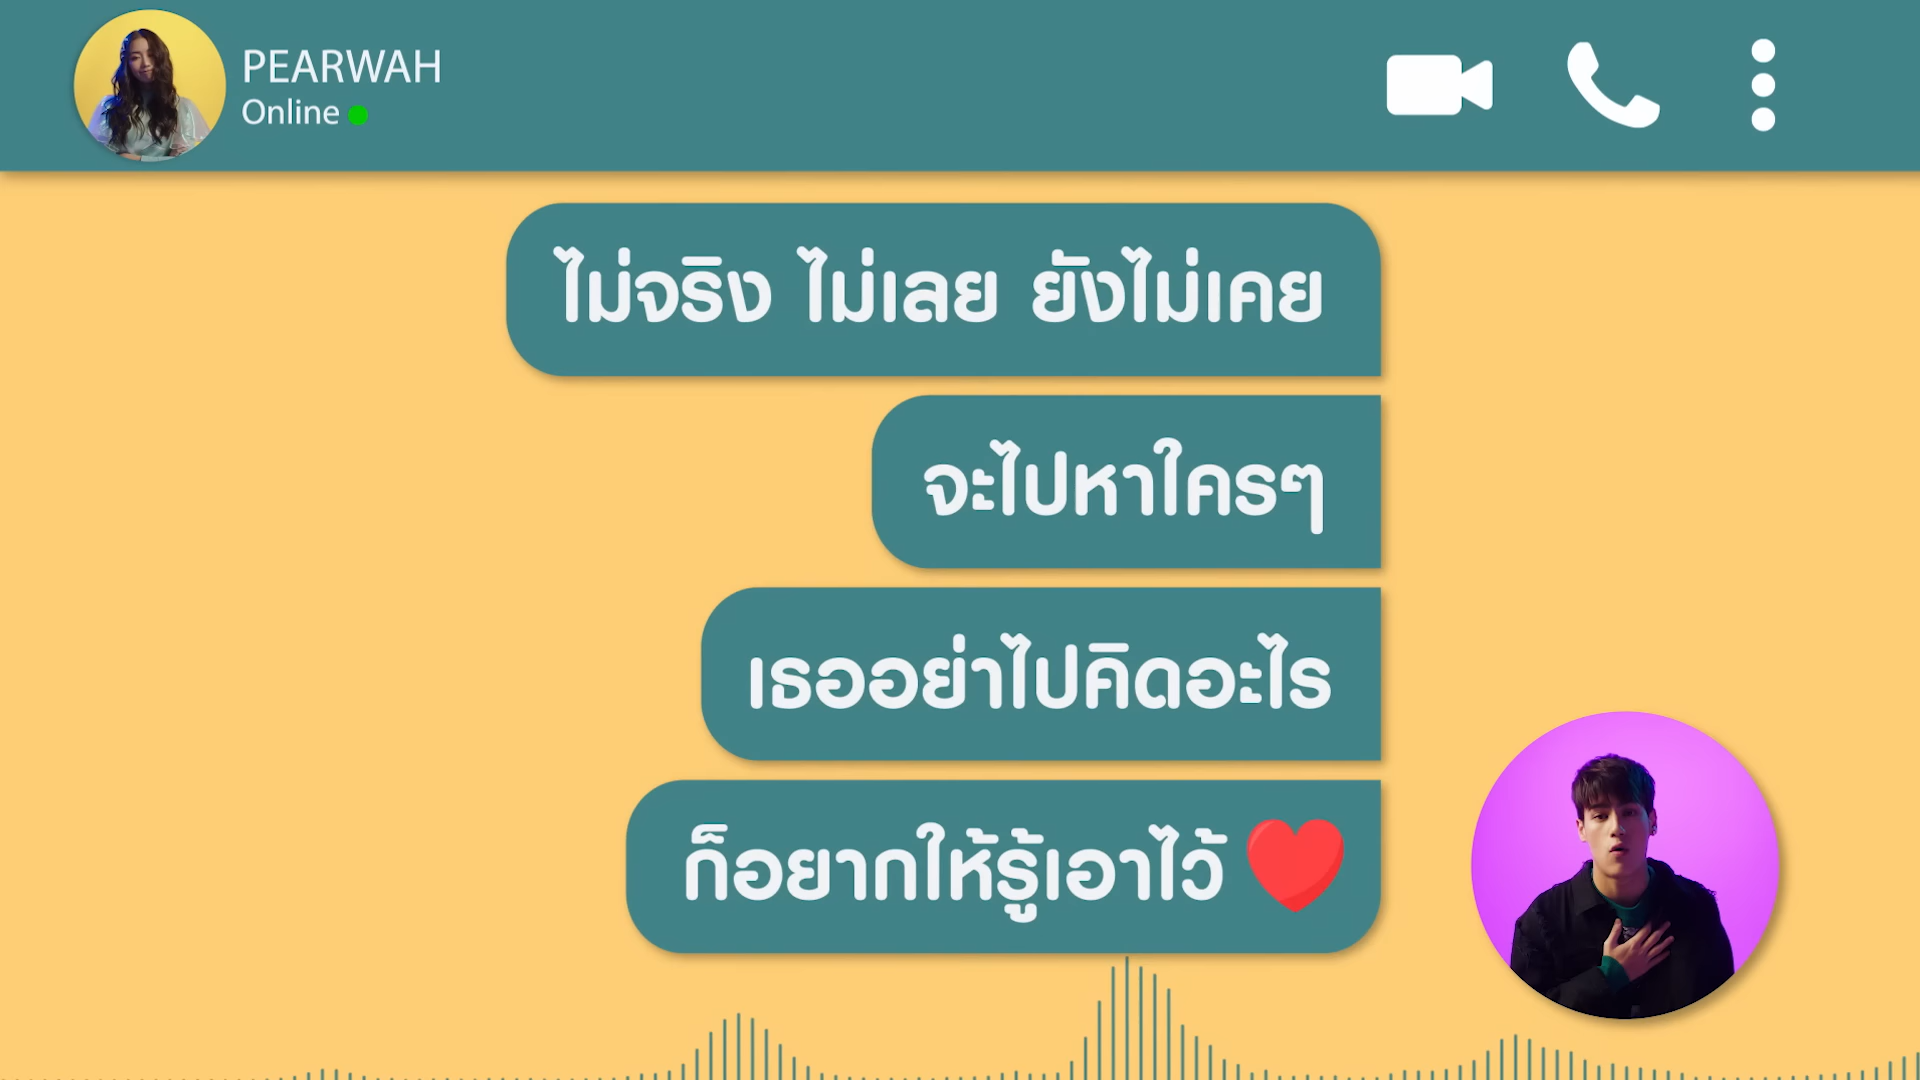 PEARWAH
Online
ไม่จริง ไม่เลย ยังไม่เคย
จะไปหาใครๆ
เธออย่าไปคิดอะไร
ก็อยากให้รู้เอาไว้ ❤️